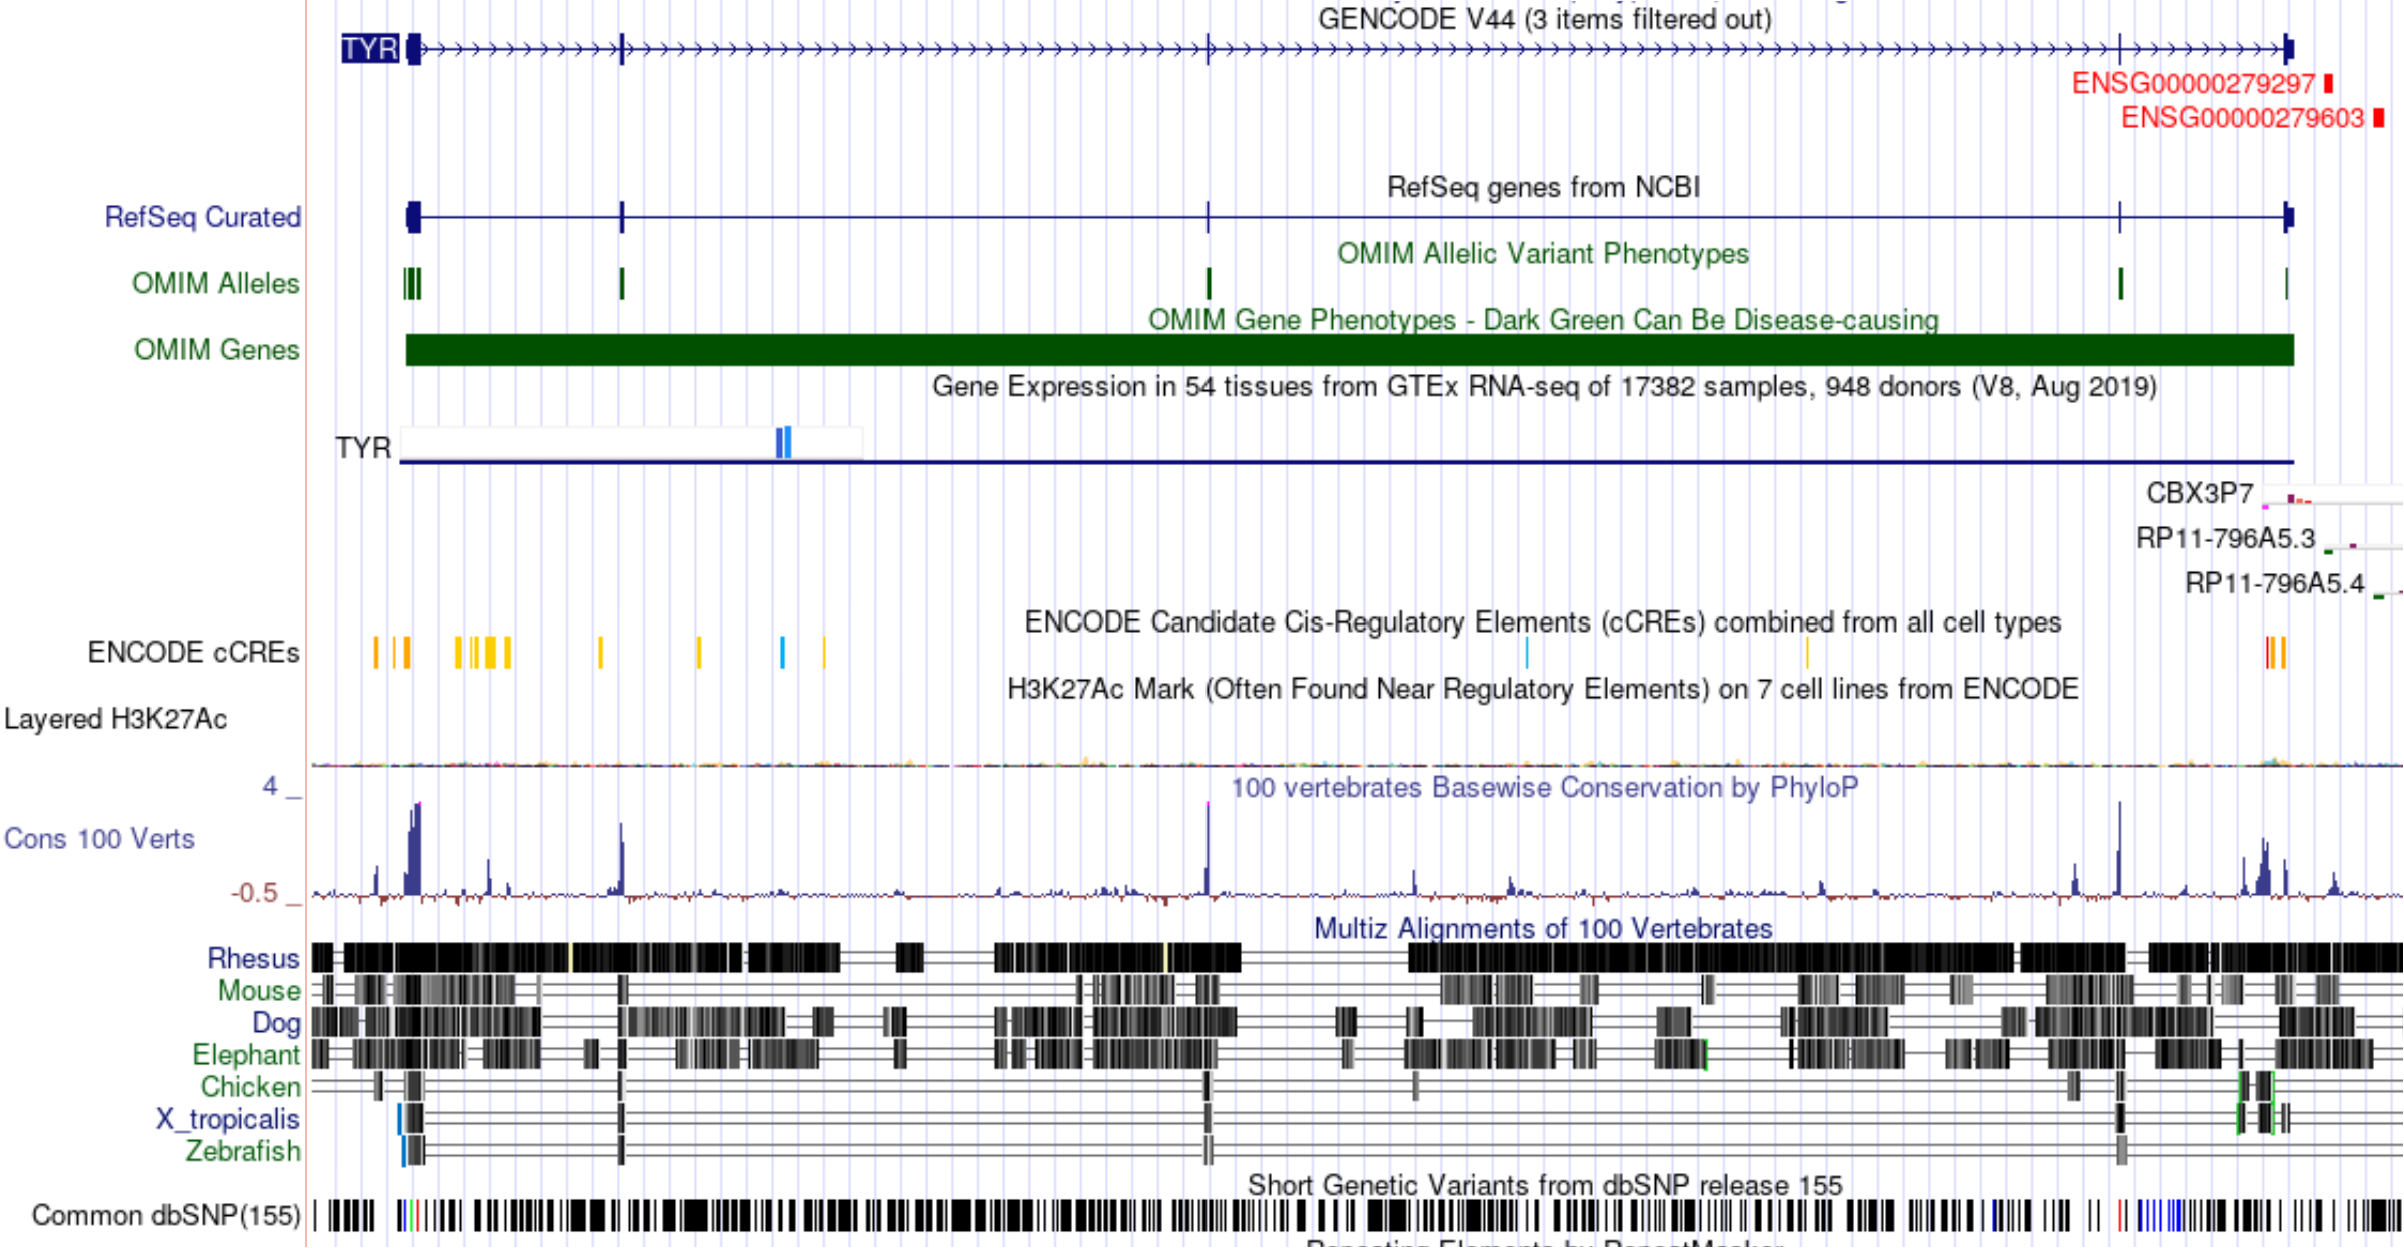 GENCODE V44 (3 items filtered out)
TYR
ENSG00000279297
ENSG00000279603
RefSeq genes from NCBI
RefSeq Curated
OMIM Allelic Variant Phenotypes
OMIM Alleles
OMIM Gene Phenotypes - Dark Green Can Be Disease-causing
OMIM Genes
Gene Expression in 54 tissues from GTEx RNA-seq of 17382 samples, 948 donors (V8, Aug 2019)
TYR
CBX3P7
RP11-796A5.3
RP11-796A5.4
ENCODE Candidate Cis-Regulatory Elements (cCREs) combined from all cell types
ENCODE cCREs
H3K27Ac Mark (Often Found Near Regulatory Elements) on 7 cell lines from ENCODE
Layered H3K27Ac
4 _
100 vertebrates Basewise Conservation by PhyloP
Cons 100 Verts
-0.5 _
Multiz Alignments of 100 Vertebrates
Rhesus
Mouse
Dog
Elephant
Chicken
X_tropicalis
Zebrafish
Short Genetic Variants from dbSNP release 155
Common dbSNP(155)
Repeating Elements by RepeatMasker